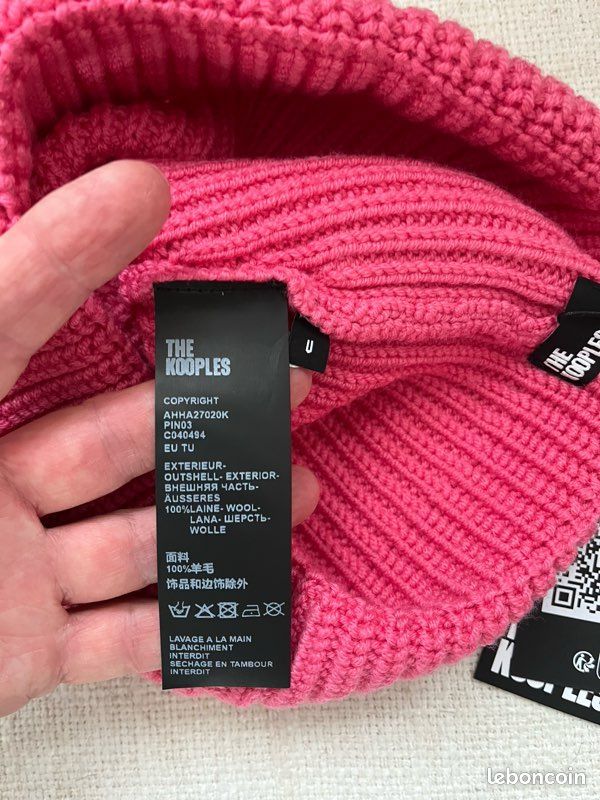 THE
KOOPLES
U
COPYRIGHT
AHHA27020K
PIN03
C040494
EU TU
EXTERIEUR-
OUTSHELL- EXTERIOR-
ВНЕШНЯЯ ЧАСТЬ-
ÄUSSERES
100%LAINE- WOOL-
LANA- ШЕРСТЬ-
WOLLE
面料
100%羊毛
饰品和边饰除外
LAVAGE A LA MAIN
BLANCHIMENT
INTERDIT
SECHAGE EN TAMBOUR
INTERDIT
THE
KOOPLES
KOOPLES
leboncoin